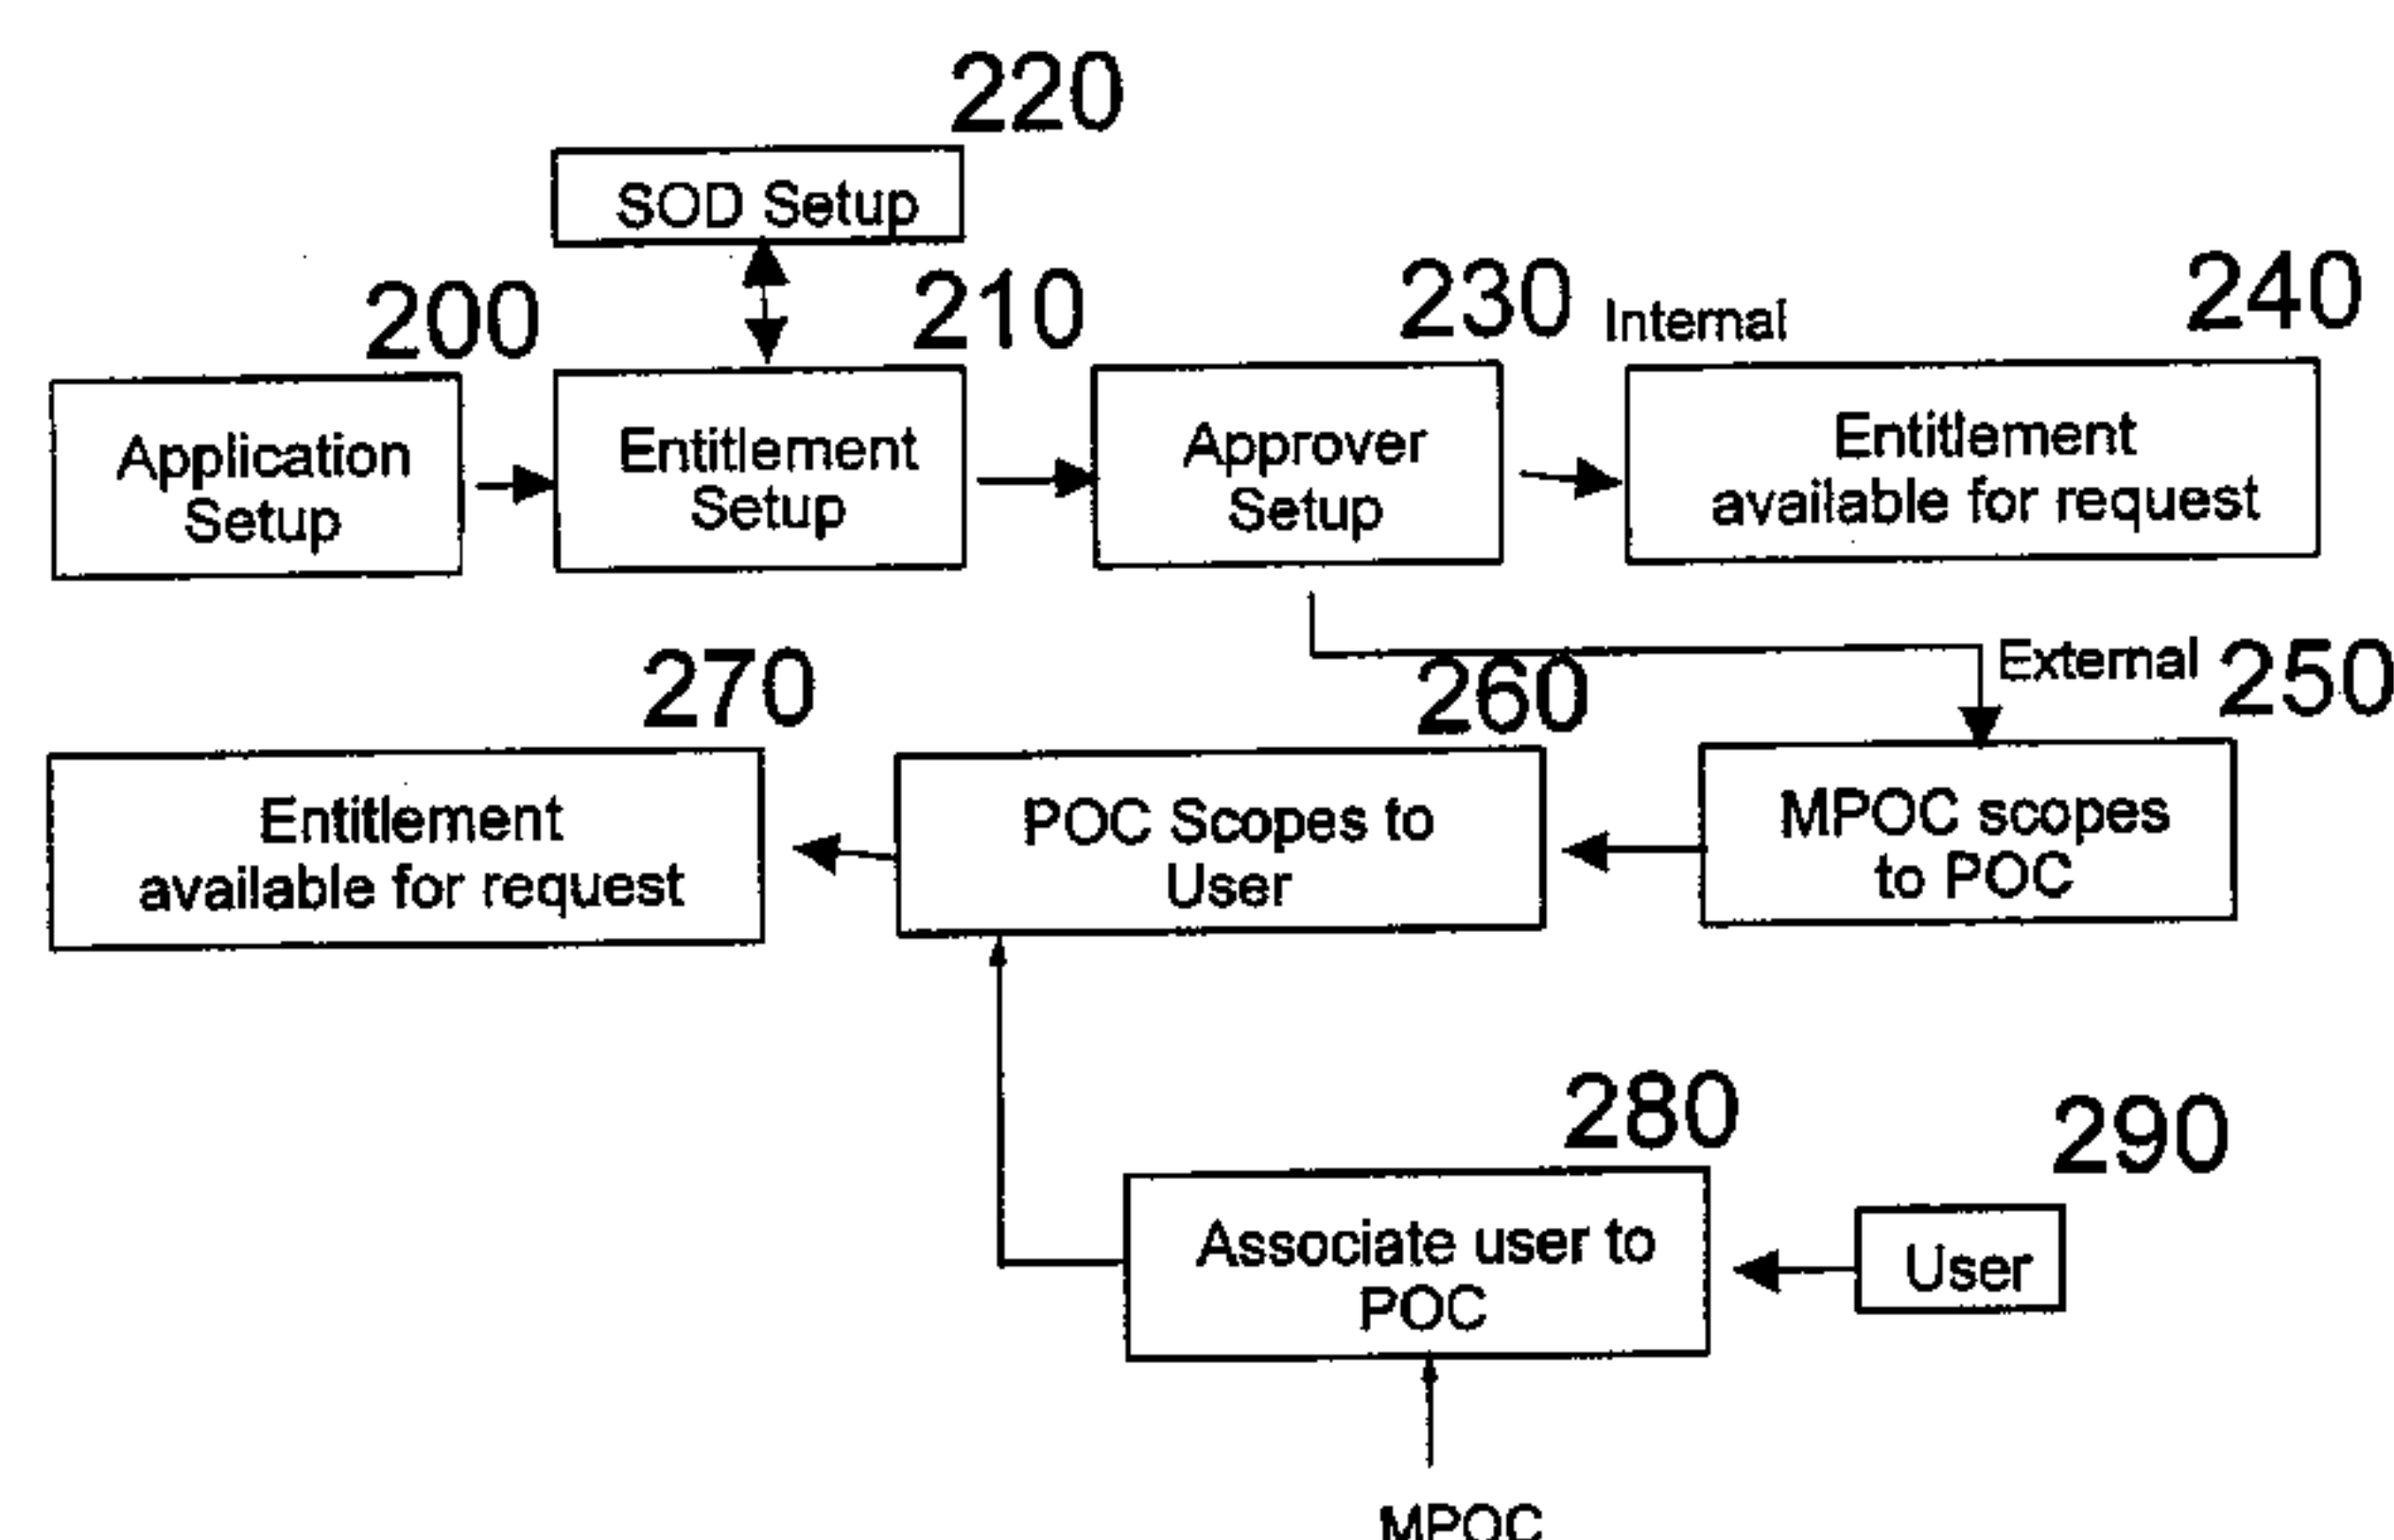 220
SOD Setup
200
210
230
Internal
240
Application
Setup
Entitlement
Setup
Approver
Setup
Entitlement
available for request
External
250
260
270
Entitlement
available for request
POC Scopes to
User
MPOC scopes
to POC
280
290
Associate user to
POC
User
MPOC